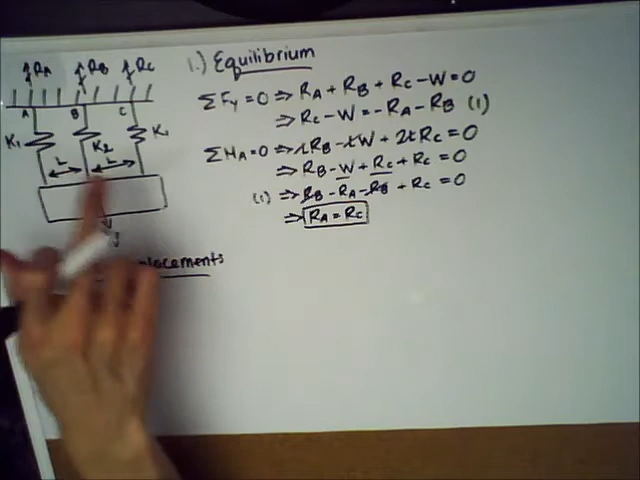 RA RB RC
A B C
K1 K2 K1
L L
1.) Equilibrium
ΣFy=0 ⇒ RA + RB + RC - W = 0
⇒ RC - W = -RA - RB (1)
ΣMA=0 ⇒ LRB - LW + 2LRC = 0
⇒ RB - W + RC + RC = 0
(1) ⇒ RB - RA - RB + RC = 0
⇒ RA = RC